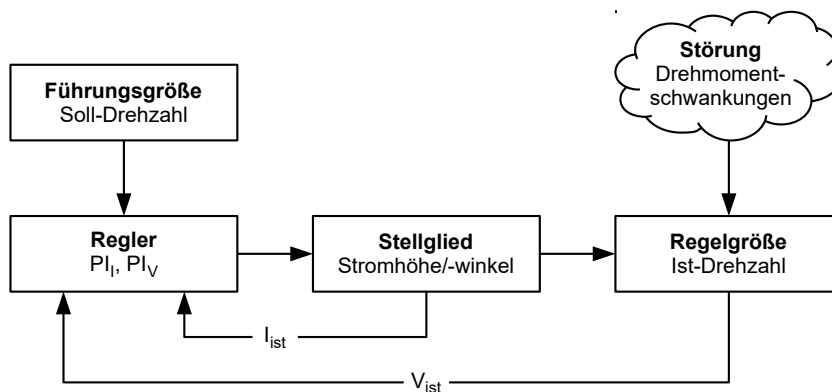 Störung
Drehmoment-
schwankungen
Führungsgröße
Soll-Drehzahl
Regler
PI_I, PI_V
Stellglied
Stromhöhe/-winkel
Regelgröße
Ist-Drehzahl
I_ist
V_ist